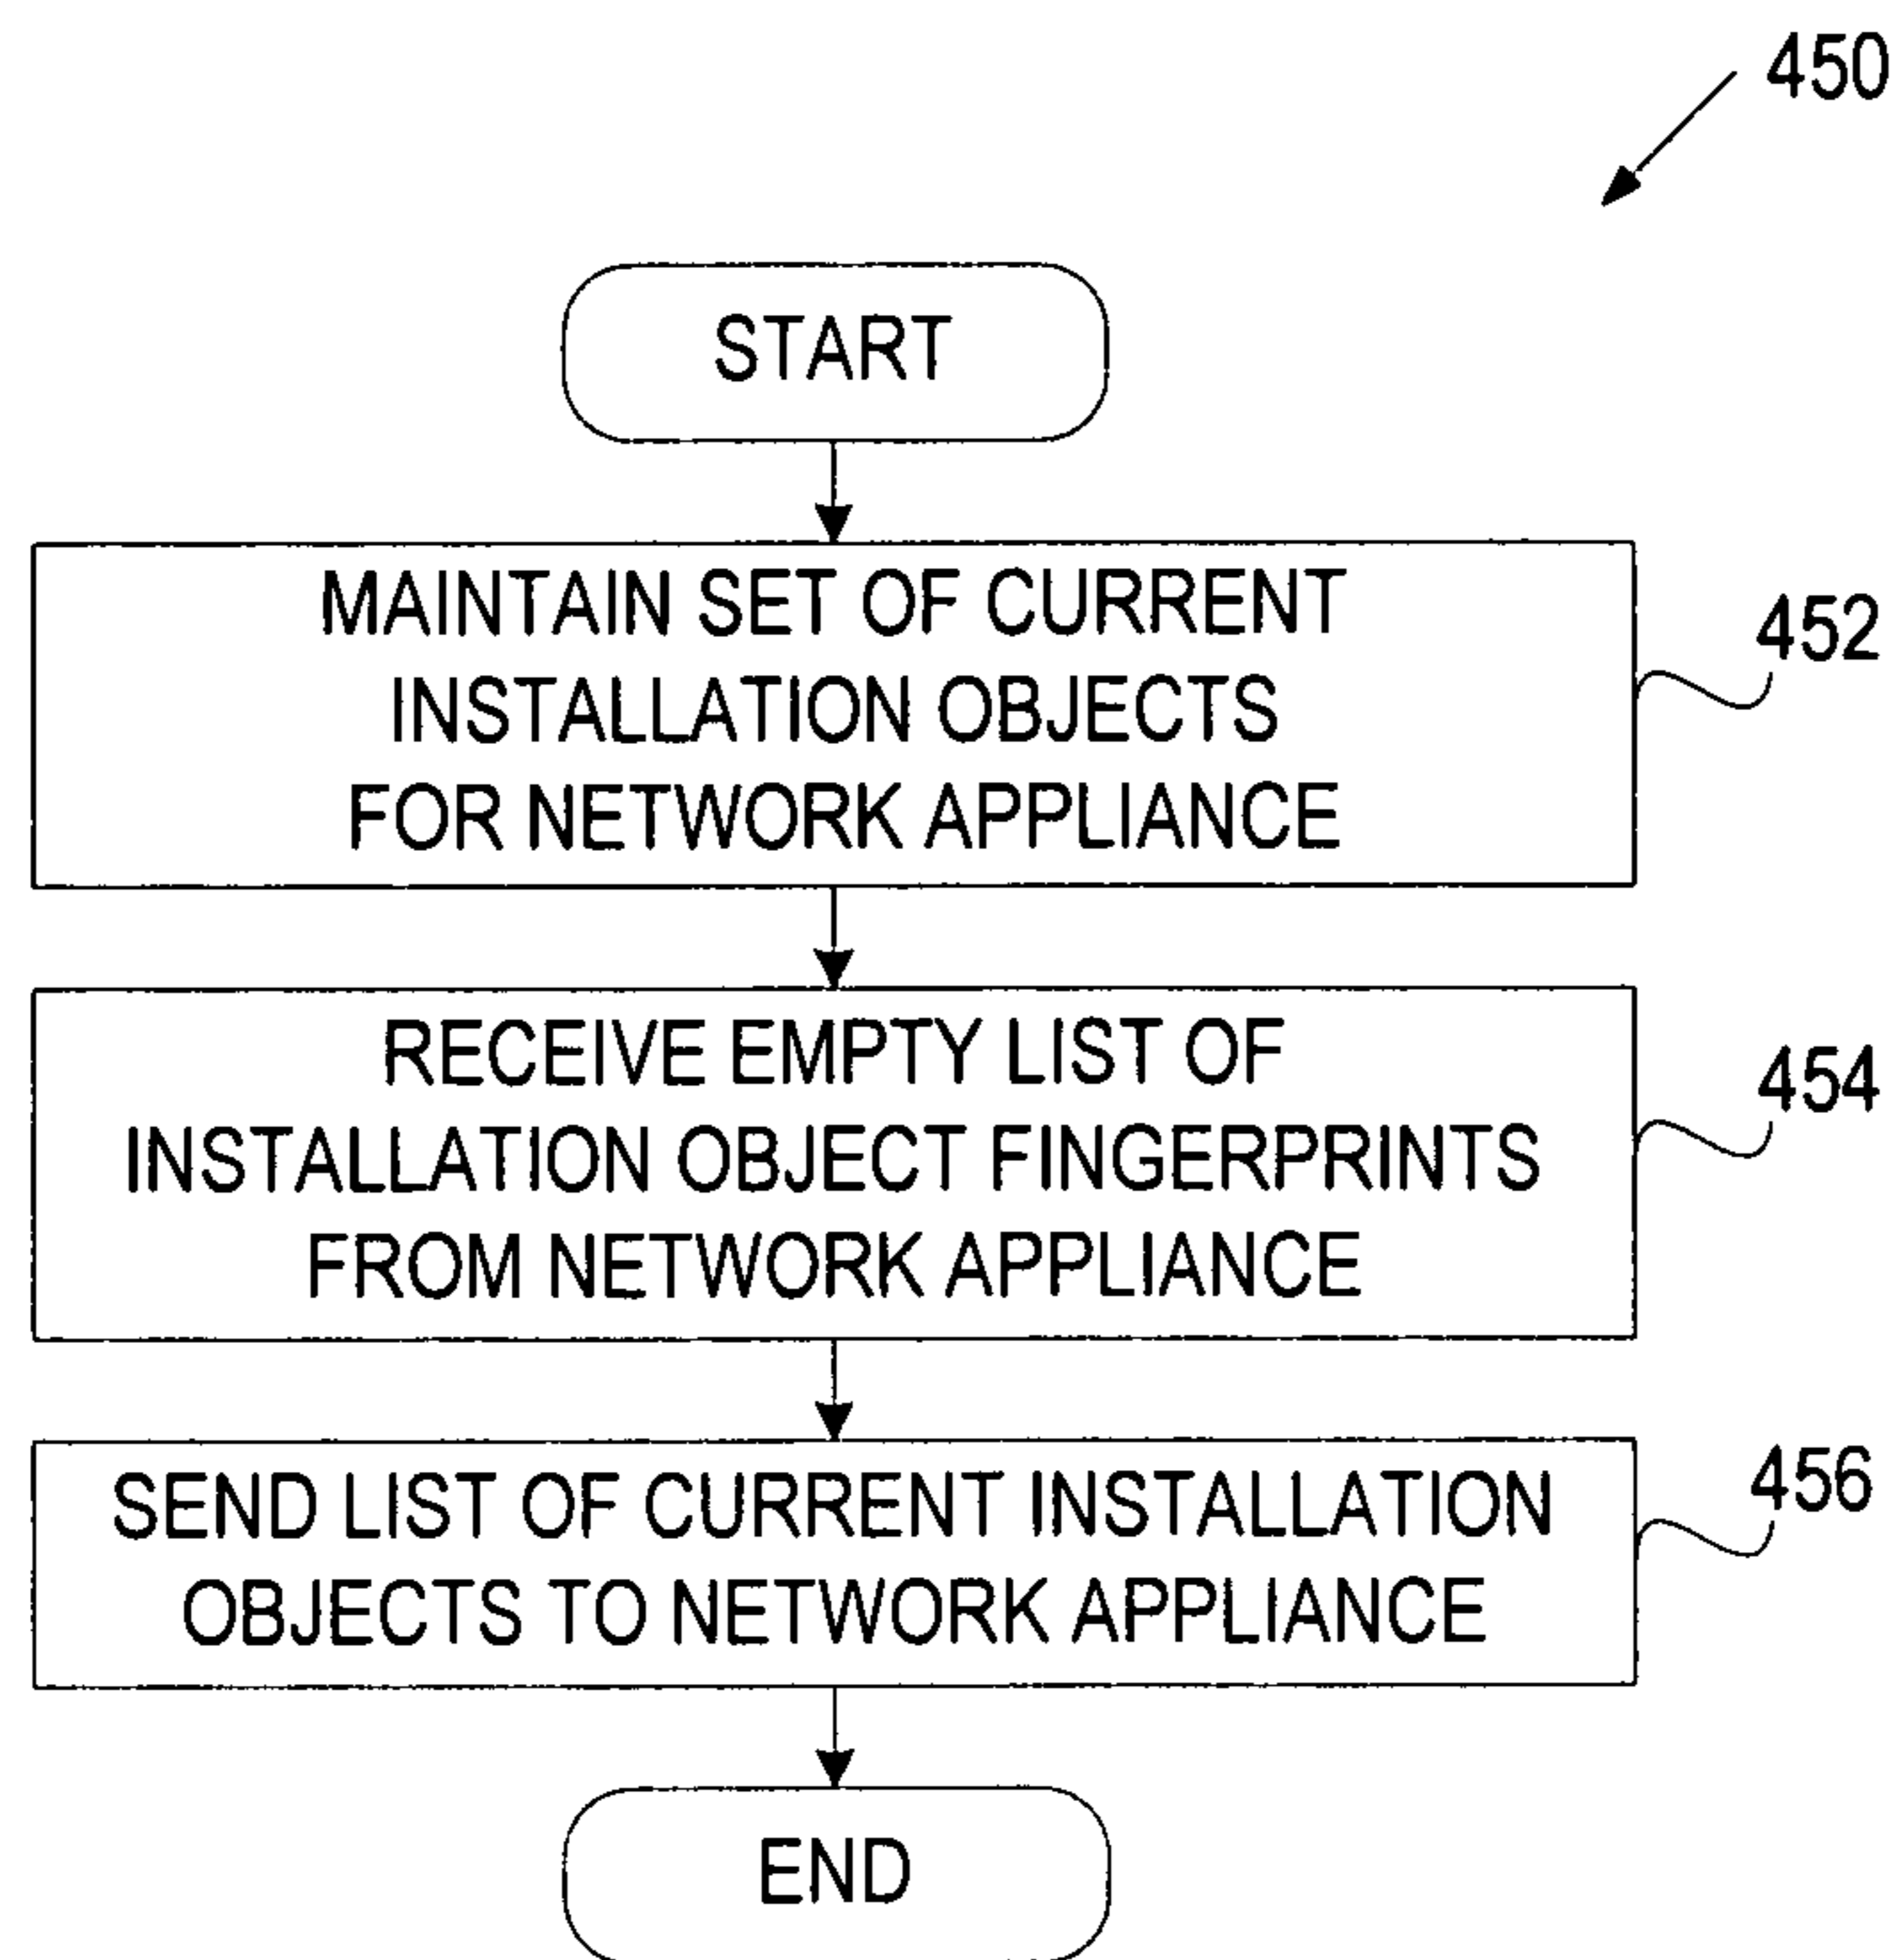 450
START
MAINTAIN SET OF CURRENT
INSTALLATION OBJECTS
FOR NETWORK APPLIANCE
452
RECEIVE EMPTY LIST OF
INSTALLATION OBJECT FINGERPRINTS
FROM NETWORK APPLIANCE
454
SEND LIST OF CURRENT INSTALLATION
OBJECTS TO NETWORK APPLIANCE
456
END